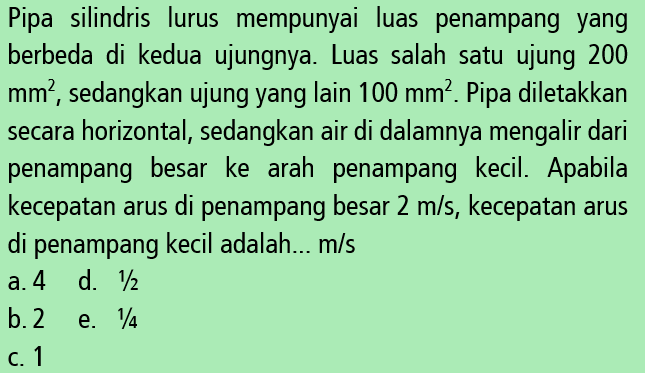 Pipa silindris lurus mempunyai luas penampang yang
berbeda di kedua ujungnya. Luas salah satu ujung 200
mm², sedangkan ujung yang lain 100 mm². Pipa diletakkan
secara horizontal, sedangkan air di dalamnya mengalir dari
penampang besar ke arah penampang kecil. Apabila
kecepatan arus di penampang besar 2 m/s, kecepatan arus
di penampang kecil adalah... m/s
a. 4 d. ½
b. 2 e. ¼
c. 1